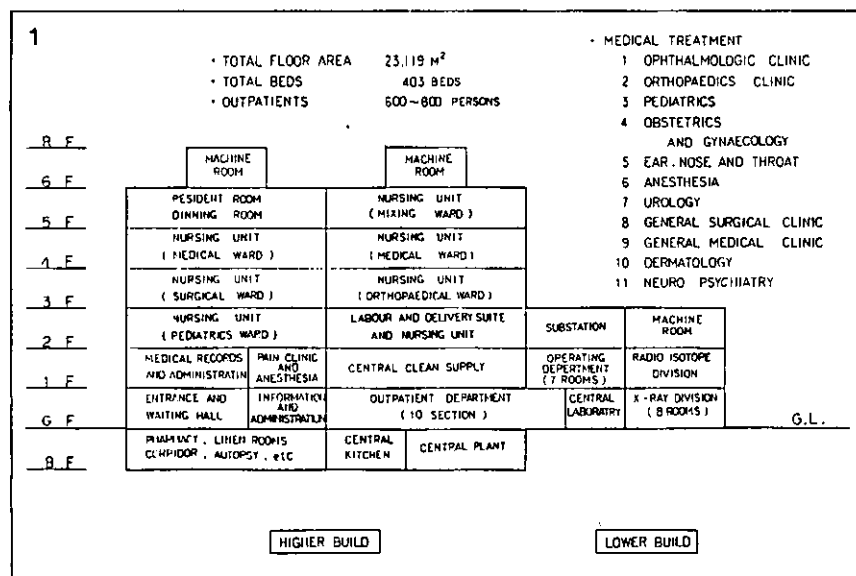 1
• TOTAL FLOOR AREA 23,119 M²
• TOTAL BEDS 403 BEDS
• OUTPATIENTS 600~800 PERSONS
• MEDICAL TREATMENT
1 OPHTHALMOLOGIC CLINIC
2 ORTHOPAEDICS CLINIC
3 PEDIATRICS
4 OBSTETRICS
AND GYNAECOLOGY
5 EAR. NOSE AND THROAT
6 ANESTHESIA
7 UROLOGY
8 GENERAL SURGICAL CLINIC
9 GENERAL MEDICAL CLINIC
10 DERMATOLOGY
11 NEURO PSYCHIATRY
R F
MACHINE
ROOM
MACHINE
ROOM
6 F
RESIDENT ROOM
DINNING ROOM
NURSING UNIT
( MIXING WARD )
5 F
NURSING UNIT
( MEDICAL WARD )
NURSING UNIT
( MEDICAL WARD )
4 F
NURSING UNIT
( SURGICAL WARD )
NURSING UNIT
( ORTHOPAEDICAL WARD )
3 F
NURSING UNIT
( PEDIATRICS WARD )
LABOUR AND DELIVERY SUITE
AND NURSING UNIT
SUBSTATION
MACHINE
ROOM
2 F
MEDICAL RECORDS
AND ADMINISTRATIN
PAIN CLINIC
AND
ANESTHESIA
CENTRAL CLEAN SUPPLY
OPERATING
DEPERTMENT
( 7 ROOMS )
RADIO ISOTOPE
DIVISION
1 F
ENTRANCE AND
WAITING HALL
INFORMATION
AND
ADMINISTRATION
OUTPATIENT DEPARTMENT
( 10 SECTION )
CENTRAL
LABORATRY
X-RAY DIVISION
( 8 ROOMS )
G F
G.L.
PHARMACY, LINEN ROOMS
CORPIDOR, AUTOPSY, etc
CENTRAL
KITCHEN
CENTRAL PLANT
B F
HIGHER BUILD
LOWER BUILD